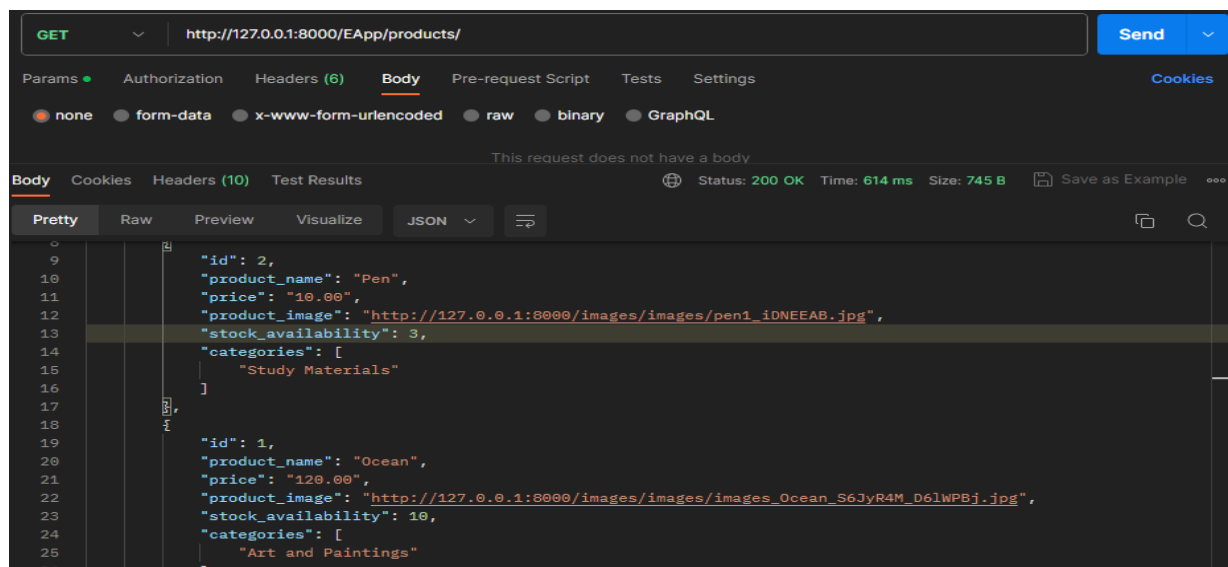 GET http://127.0.0.1:8000/EApp/products/ Send
Params Authorization Headers (6) Body Pre-request Script Tests Settings Cookies
none form-data x-www-form-urlencoded raw binary GraphQL
This request does not have a body
Body Cookies Headers (10) Test Results Status: 200 OK Time: 614 ms Size: 745 B Save as Example
Pretty Raw Preview Visualize JSON
8 {
9 "id": 2,
10 "product_name": "Pen",
11 "price": "10.00",
12 "product_image": "http://127.0.0.1:8000/images/images/pen1_iDNEEAB.jpg",
13 "stock_availability": 3,
14 "categories": [
15 "Study Materials"
16 ]
17 },
18 {
19 "id": 1,
20 "product_name": "Ocean",
21 "price": "120.00",
22 "product_image": "http://127.0.0.1:8000/images/images/images_Ocean_S6JyR4M_D6lWPBj.jpg",
23 "stock_availability": 10,
24 "categories": [
25 "Art and Paintings"